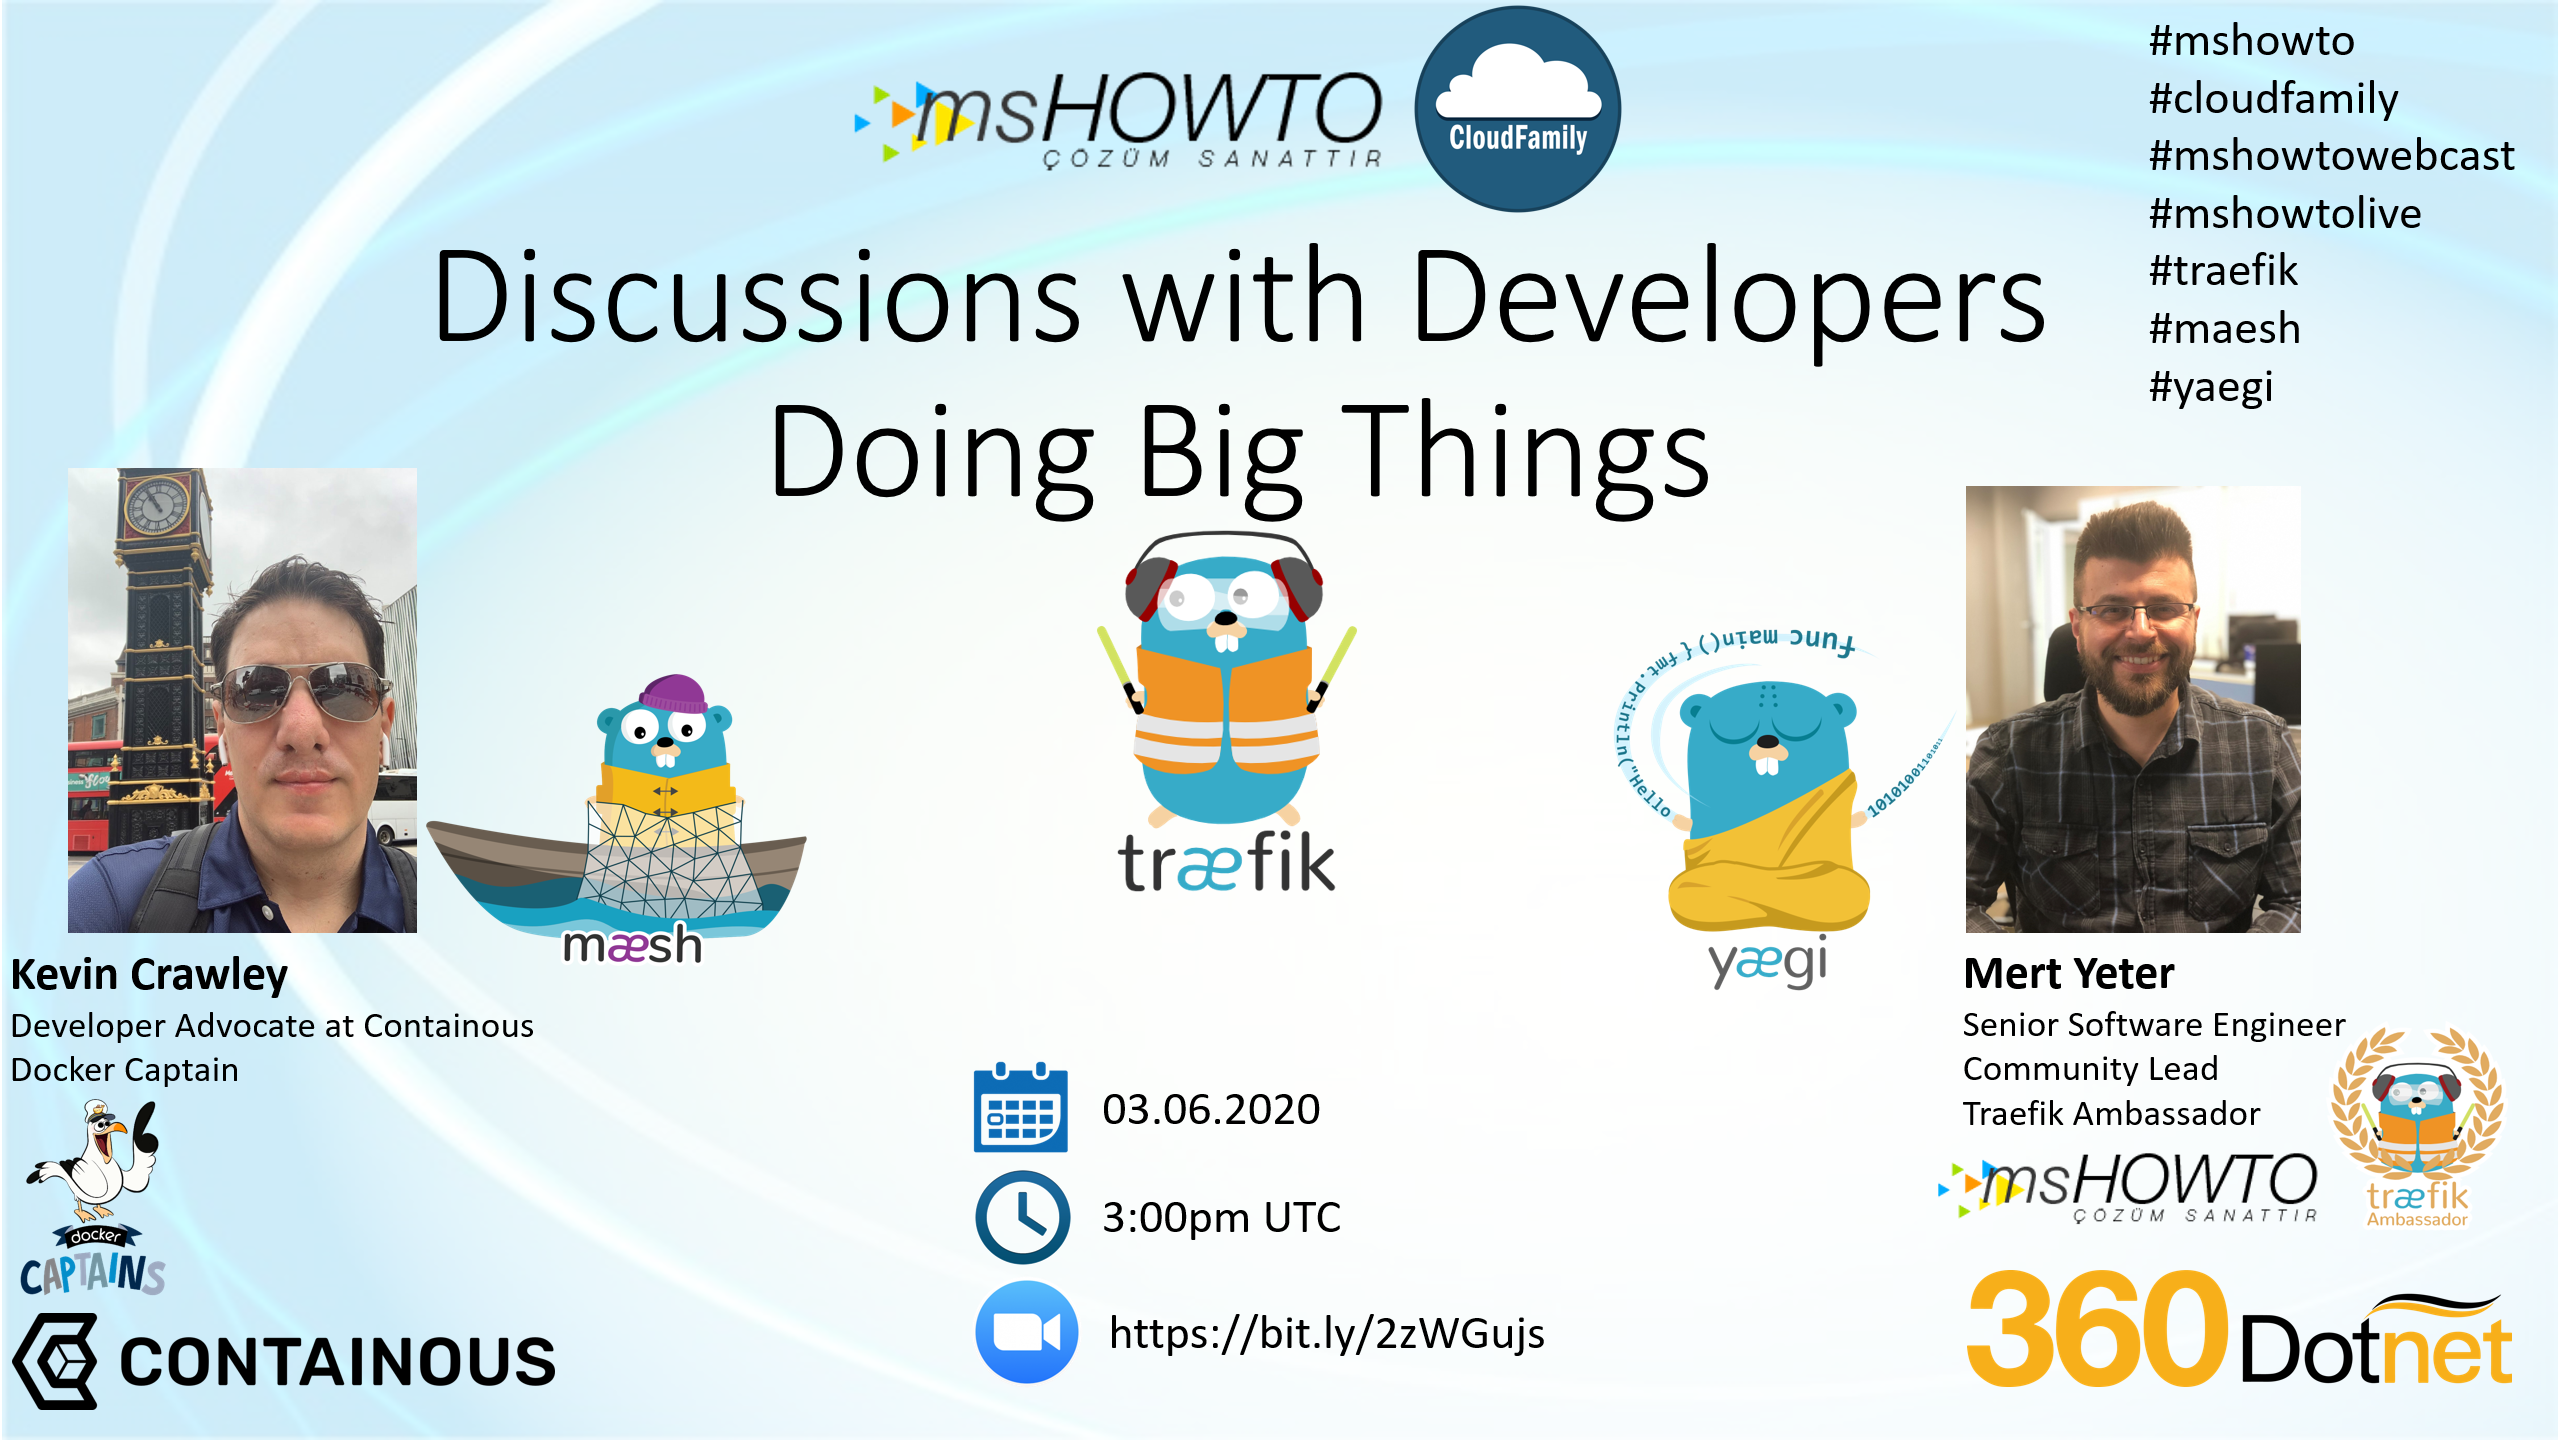 msHOWTO
ÇÖZÜM SANATTIR
CloudFamily
#mshowto
#cloudfamily
#mshowtowebcast
#mshowtolive
#traefik
#maesh
#yaegi
Discussions with Developers
Doing Big Things
mæsh
træfik
func main() { fmt.Println("Hello
1010100110101011
yægi
Kevin Crawley
Developer Advocate at Containous
Docker Captain
docker
CAPTAINS
CONTAINOUS
03.06.2020
3:00pm UTC
https://bit.ly/2zWGujs
Mert Yeter
Senior Software Engineer
Community Lead
Traefik Ambassador
msHOWTO
ÇÖZÜM SANATTIR
træfik
Ambassador
360Dotnet